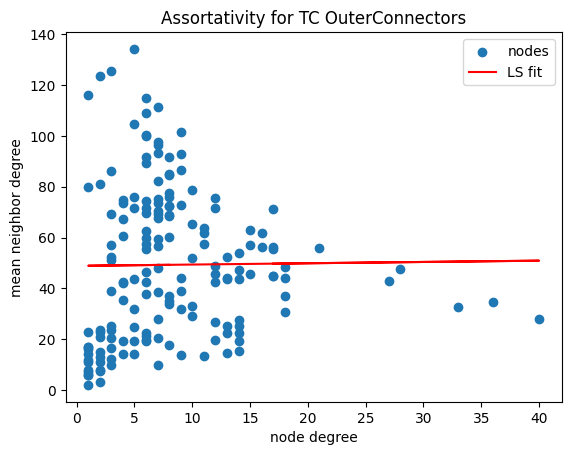 Assortativity for TC OuterConnectors
nodes
LS fit
mean neighbor degree
140
120
100
80
60
40
20
0
0 5 10 15 20 25 30 35 40
node degree